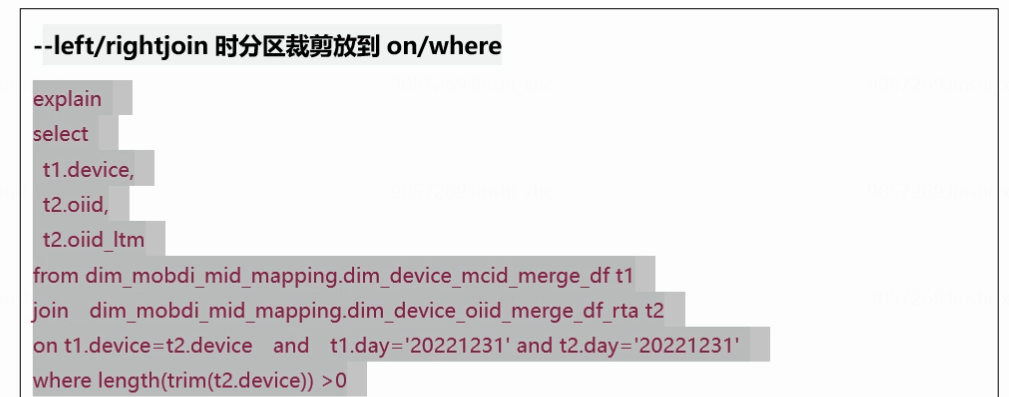 --left/rightjoin 时分区裁剪放到 on/where
explain
select
t1.device,
t2.oiid,
t2.oiid_ltm
from dim_mobdi_mid_mapping.dim_device_mcid_merge_df t1
join dim_mobdi_mid_mapping.dim_device_oiid_merge_df_rta t2
on t1.device=t2.device and t1.day='20221231' and t2.day='20221231'
where length(trim(t2.device)) >0